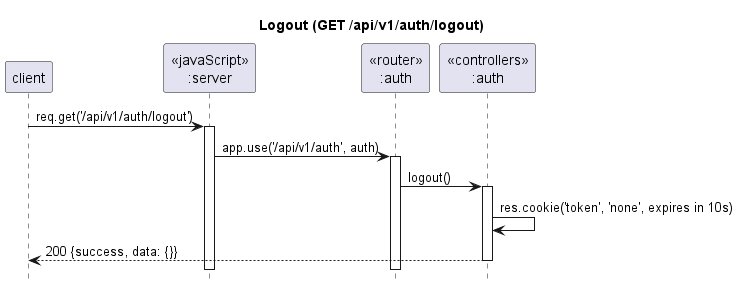 Logout (GET /api/v1/auth/logout)
client
«javaScript»
:server
«router»
:auth
«controllers»
:auth
req.get('/api/v1/auth/logout')
app.use('/api/v1/auth', auth)
logout()
res.cookie('token', 'none', expires in 10s)
200 {success, data: {}}